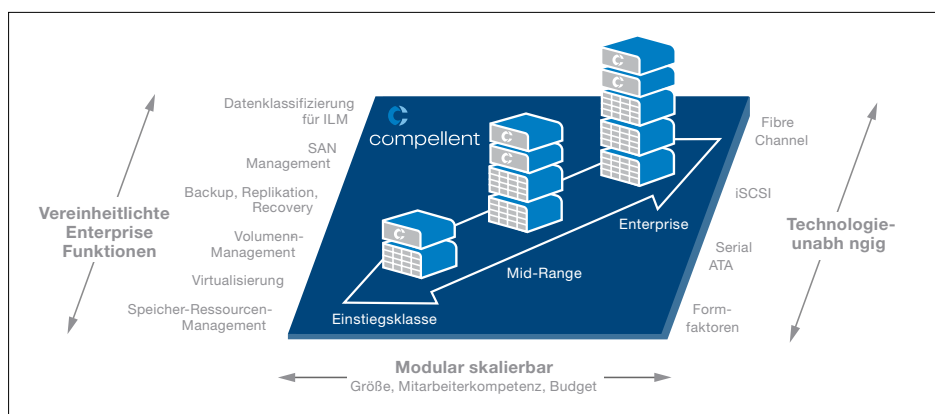 Datenklassifizierung
für ILM
SAN
Management
Backup, Replikation,
Recovery
Vereinheitlichte
Enterprise
Funktionen
Volumenn-
Management
Virtualisierung
Speicher-Ressourcen-
Management
compellent
Einstiegsklasse
Mid-Range
Enterprise
Fibre
Channel
iSCSI
Serial
ATA
Form-
faktoren
Technologie-
unabh ngig
Modular skalierbar
Größe, Mitarbeiterkompetenz, Budget